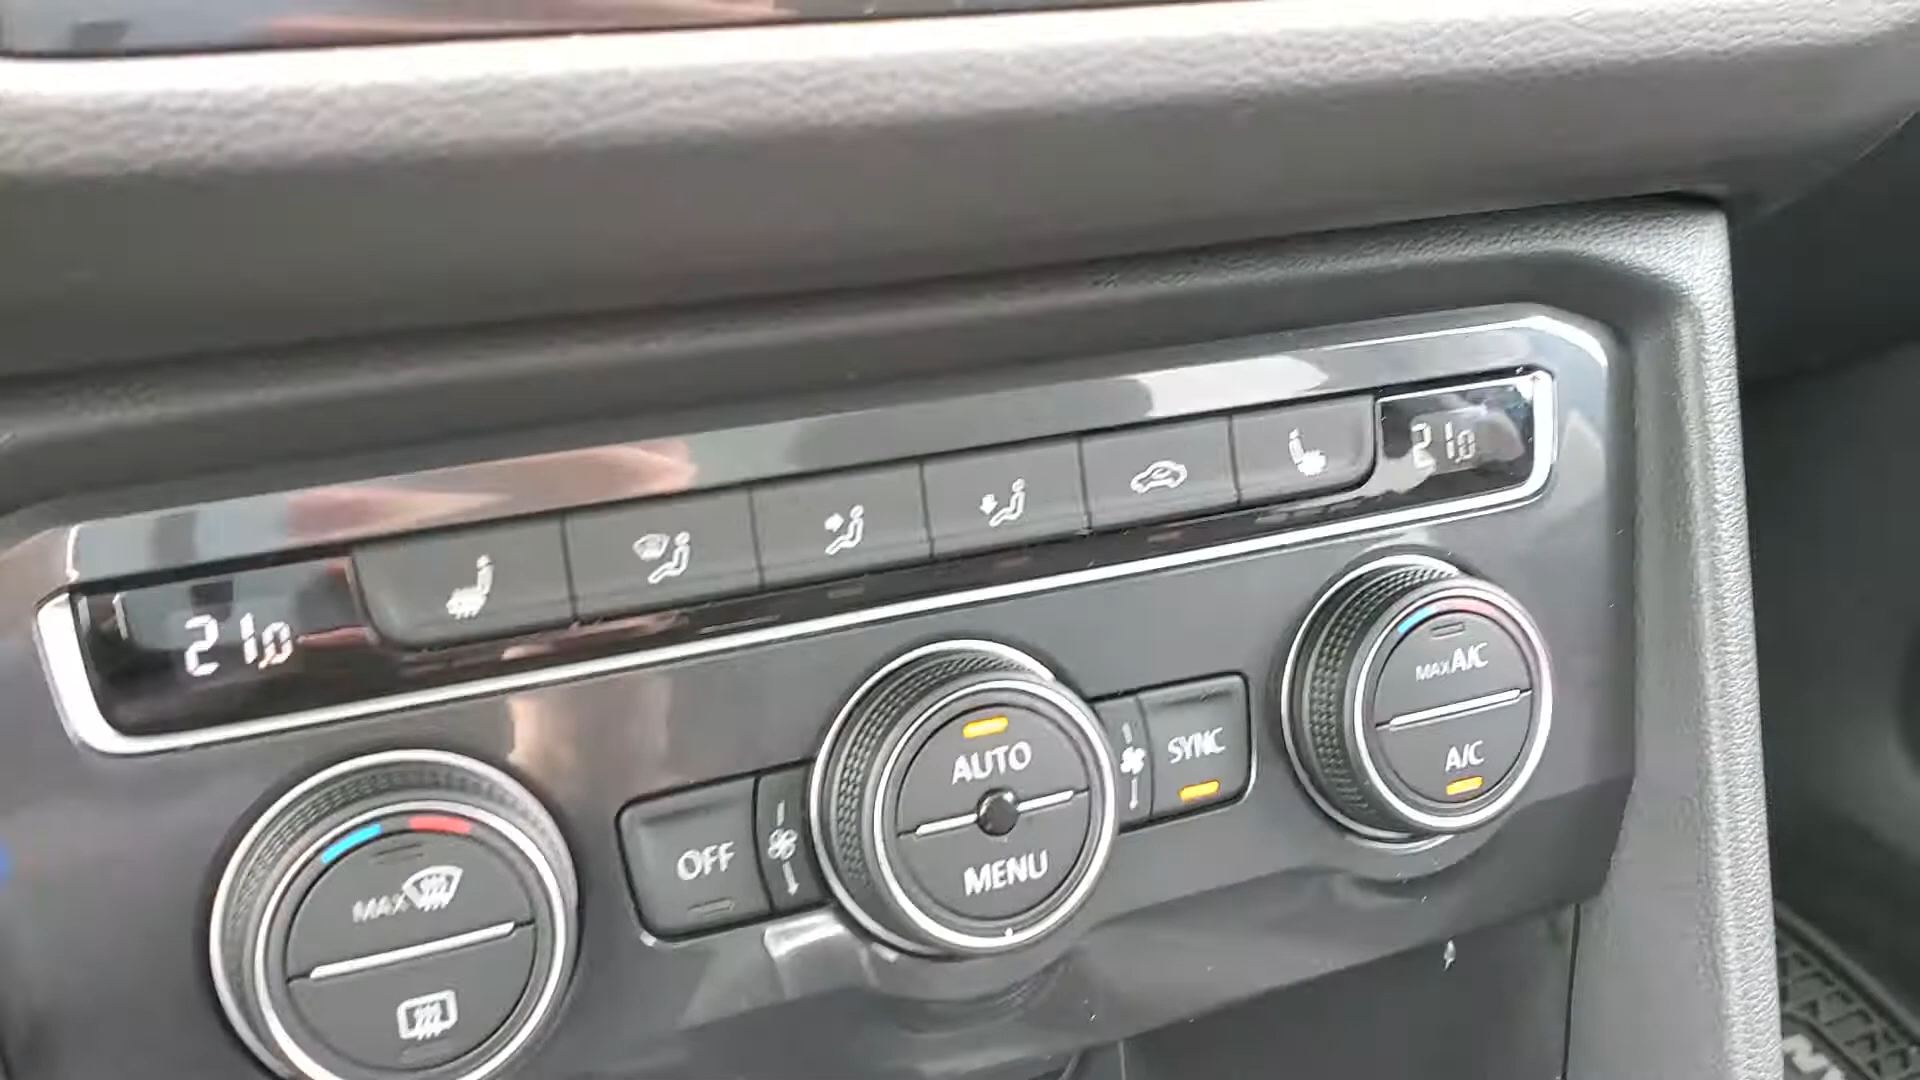 21.0
21.0
MAX A/C
A/C
AUTO
SYNC
OFF
MENU
MAX